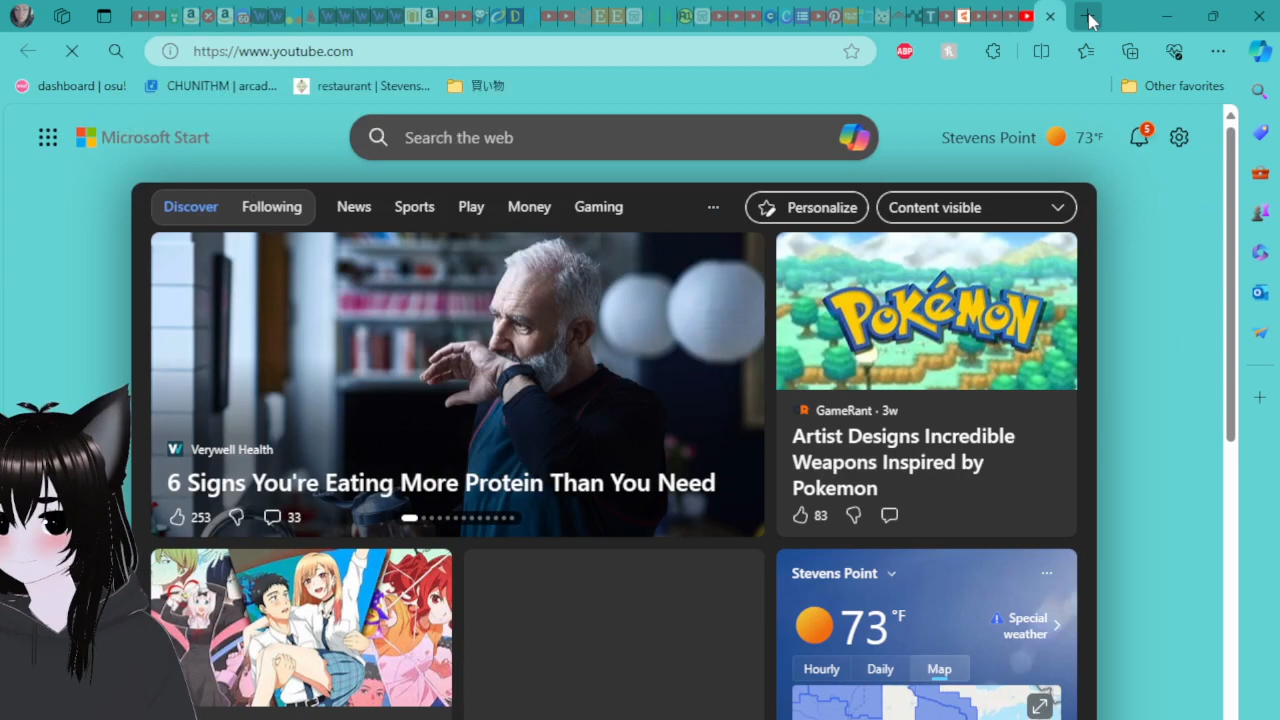 https://www.youtube.com
ABP
dashboard | osu!
CHUNITHM | arcad...
restaurant | Stevens...
買い物
Other favorites
Microsoft Start
Search the web
Stevens Point
73°F
5
Discover
Following
News
Sports
Play
Money
Gaming
Personalize
Content visible
Verywell Health
6 Signs You're Eating More Protein Than You Need
253
33
POKéMON
GameRant · 3w
Artist Designs Incredible
Weapons Inspired by
Pokemon
83
Stevens Point
73°F
Special
weather
Hourly
Daily
Map